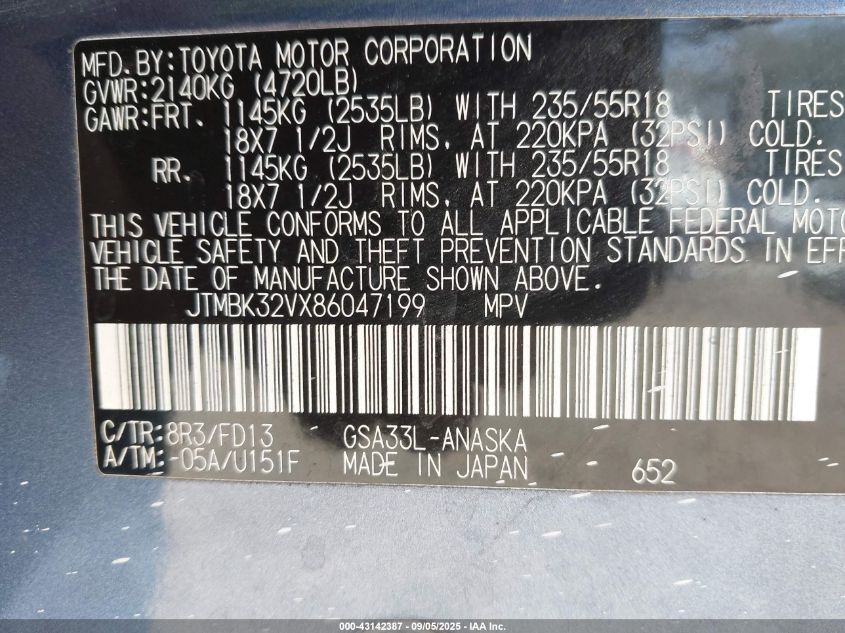 MFD.BY:TOYOTA MOTOR CORPORATION
GVWR:2140KG (4720LB)
GAWR:FRT. 1145KG (2535LB) WITH 235/55R18 TIRES
18X7 1/2J RIMS, AT 220KPA (32PSI) COLD.
RR. 1145KG (2535LB) WITH 235/55R18 TIRES
18X7 1/2J RIMS, AT 220KPA (32PSI) COLD.
THIS VEHICLE CONFORMS TO ALL APPLICABLE FEDERAL MOTO
VEHICLE SAFETY AND THEFT PREVENTION STANDARDS IN EFF
THE DATE OF MANUFACTURE SHOWN ABOVE.
JTMBK32VX86047199 MPV
C/TR:8R3/FD13 GSA33L-ANASKA
A/TM:-05A/U151F MADE IN JAPAN 652
000-43142387 - 09/05/2025 - IAA Inc.